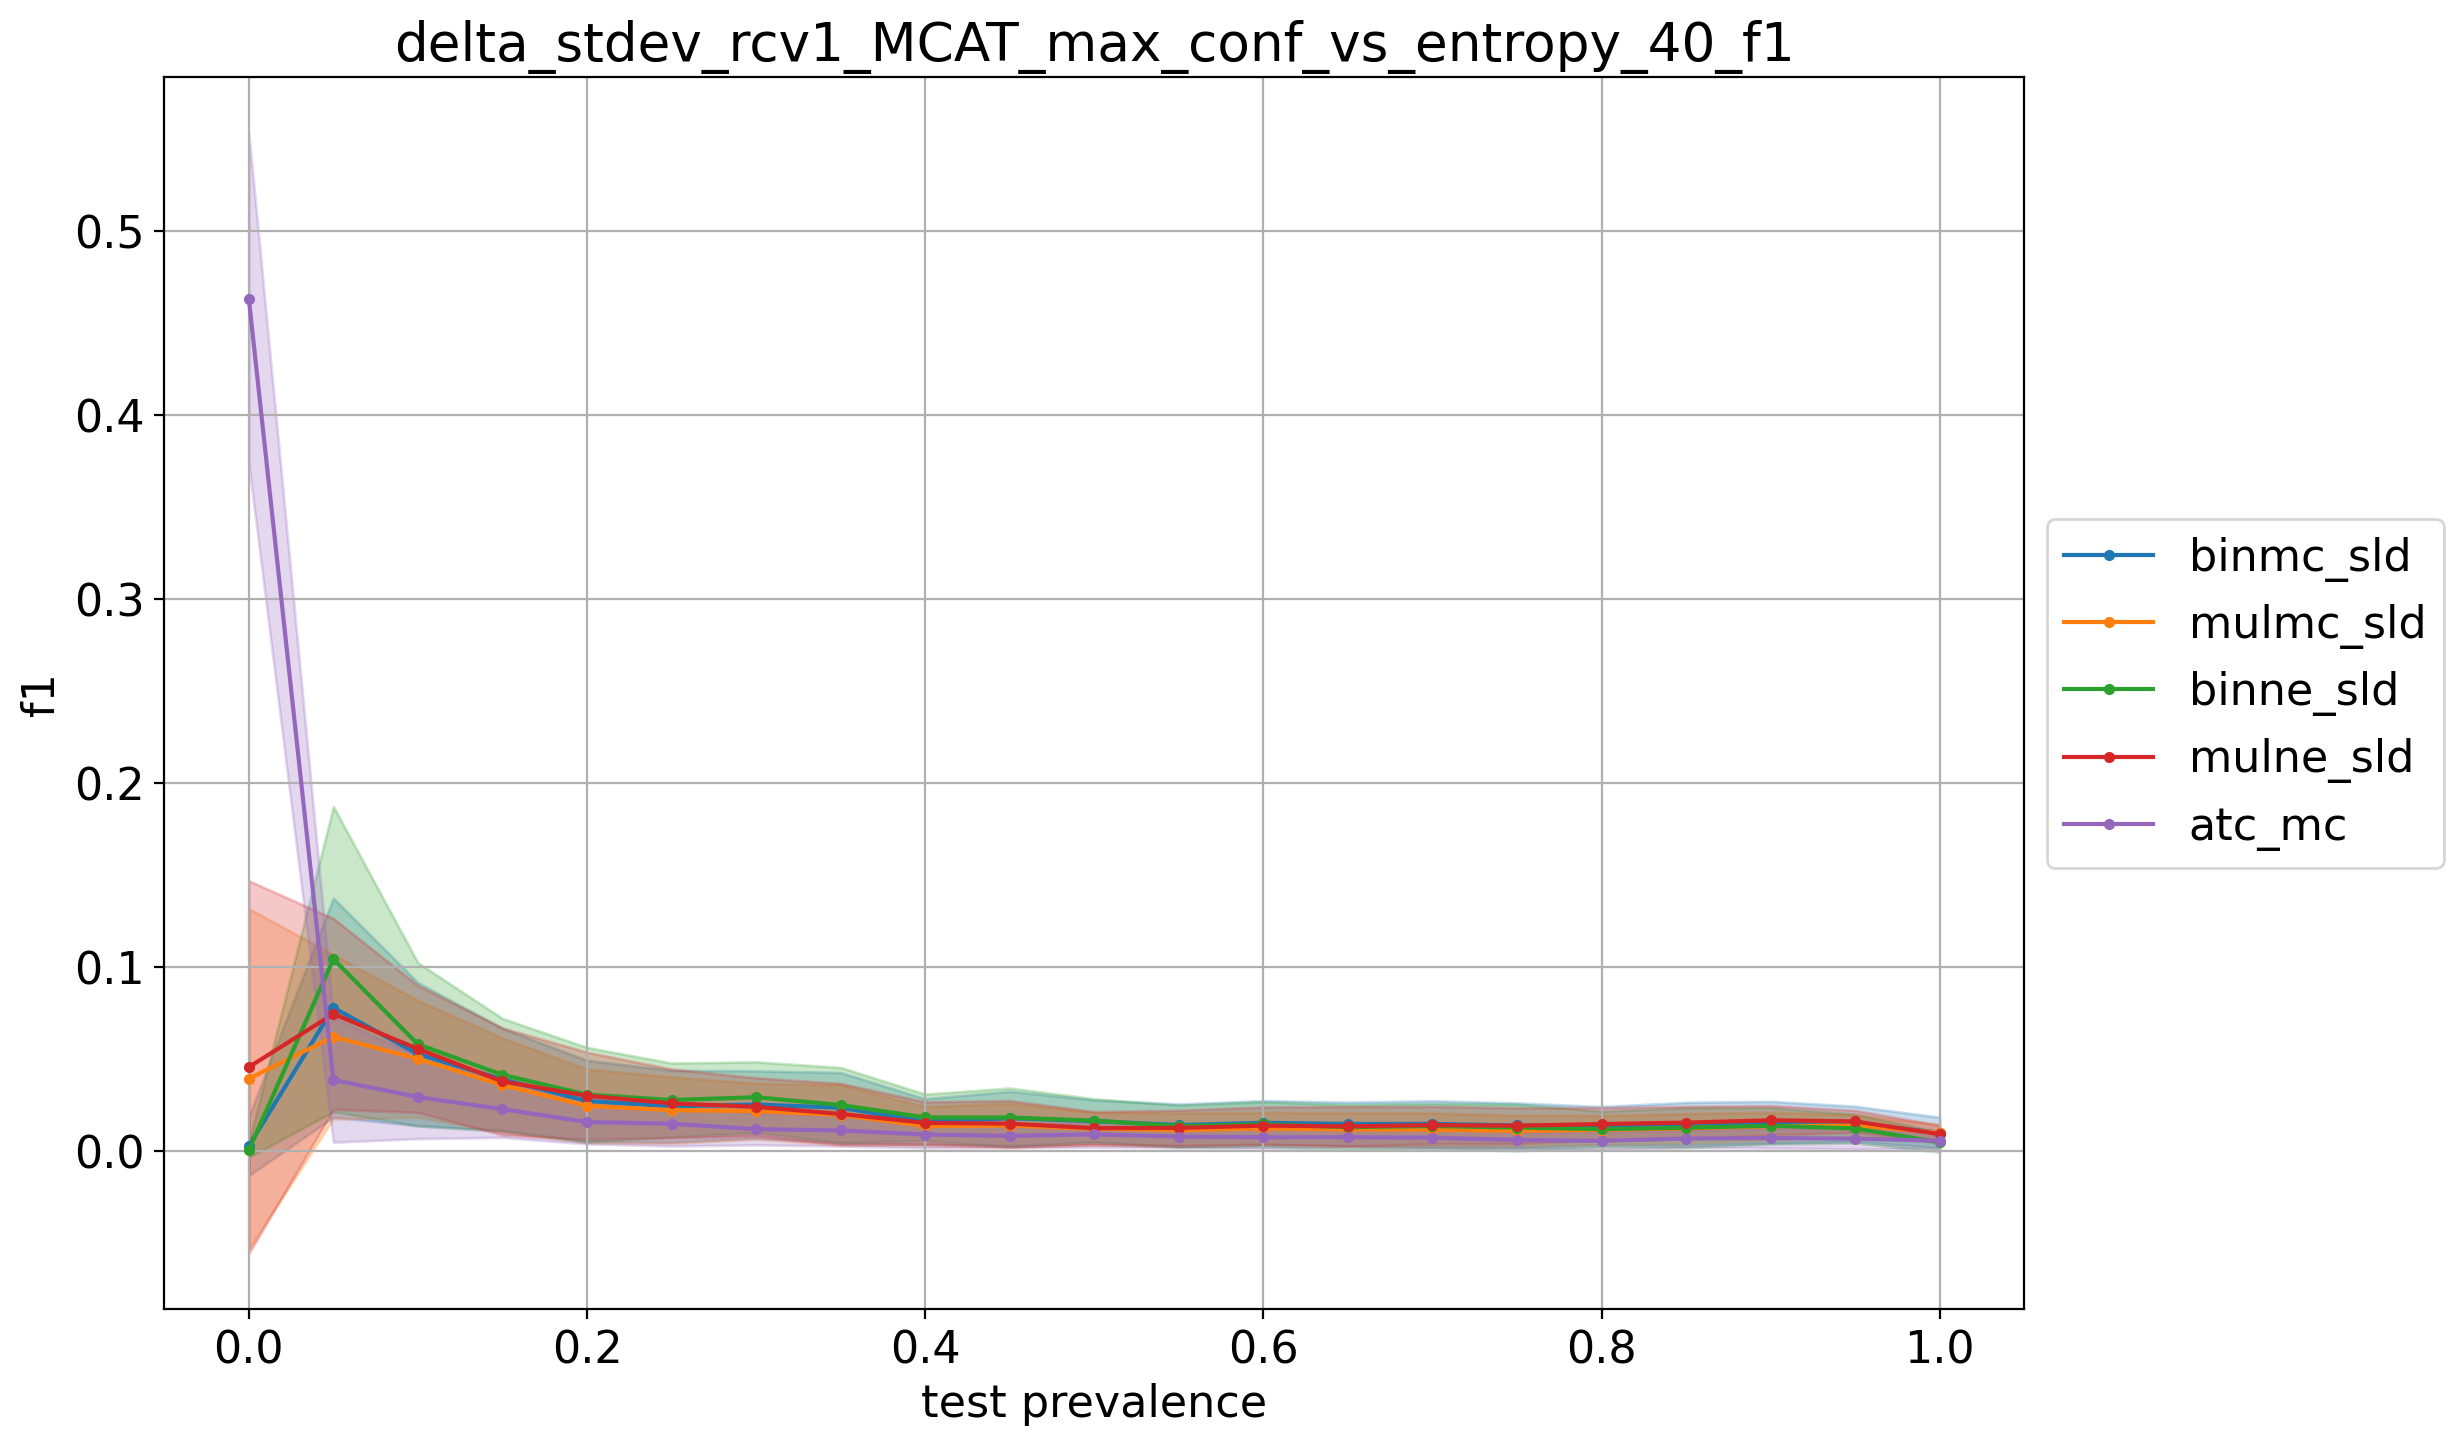 delta_stdev_rcv1_MCAT_max_conf_vs_entropy_40_f1
0.5
0.4
0.3
0.2
0.1
0.0
f1
0.0 0.2 0.4 0.6 0.8 1.0
test prevalence
binmc_sld
mulmc_sld
binne_sld
mulne_sld
atc_mc